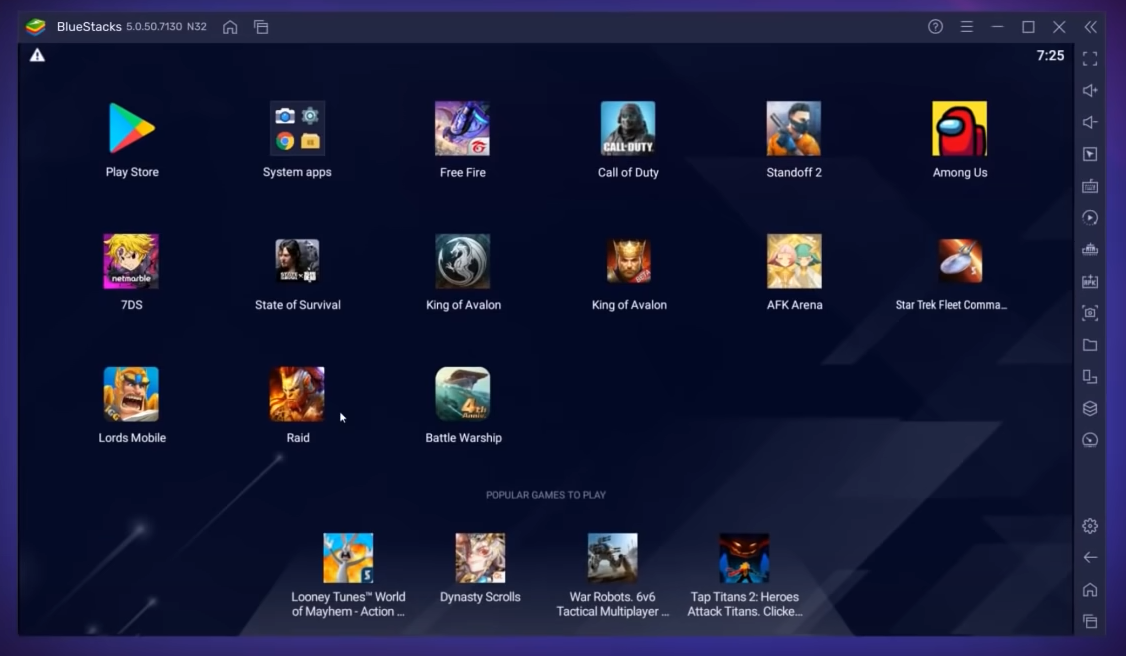 BlueStacks 5.0.50.7130 N32
7:25
Play Store
System apps
CALL·DUTY
Free Fire
Call of Duty
Standoff 2
Among Us
netmarble
7DS
State of Survival
King of Avalon
King of Avalon
AFK Arena
Star Trek Fleet Comma...
IGG
4th
Lords Mobile
Raid
Battle Warship
POPULAR GAMES TO PLAY
Looney Tunes™ World
of Mayhem - Action ...
Dynasty Scrolls
War Robots. 6v6
Tactical Multiplayer ...
Tap Titans 2: Heroes
Attack Titans. Clicke...